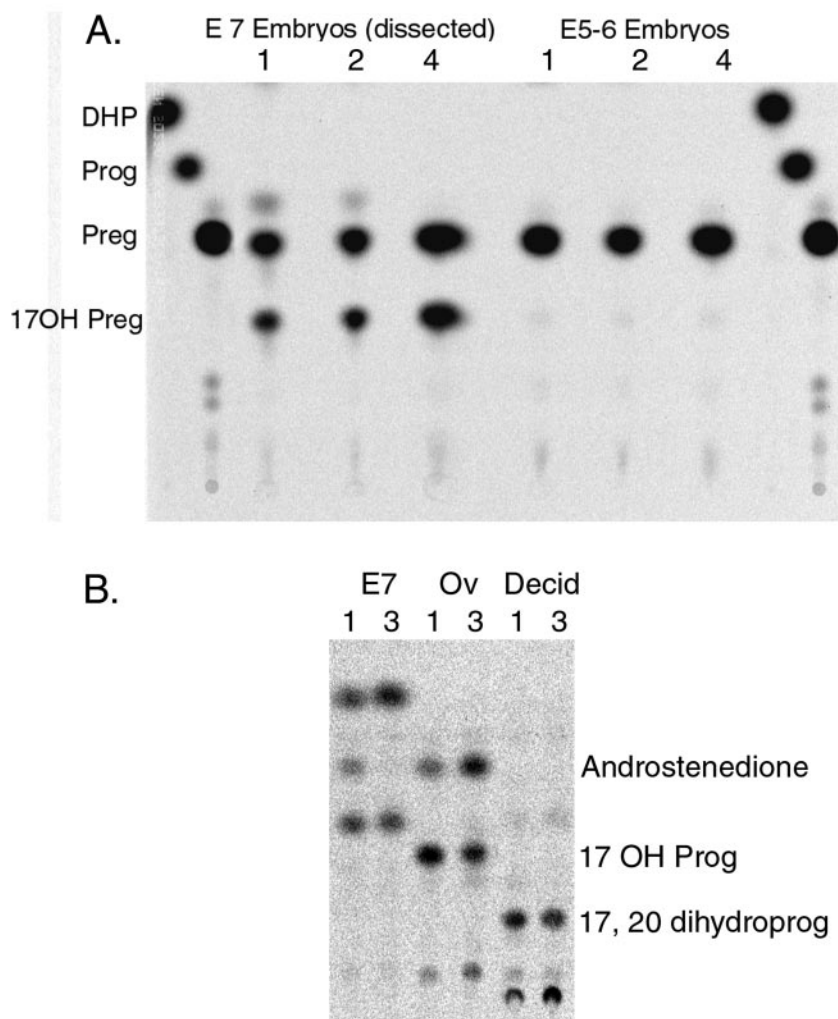 A.
E 7 Embryos (dissected) E5-6 Embryos
1 2 4 1 2 4
DHP
Prog
Preg
17OH Preg
B.
E7 Ov Decid
1 3 1 3 1 3
Androstenedione
17 OH Prog
17, 20 dihydroprog